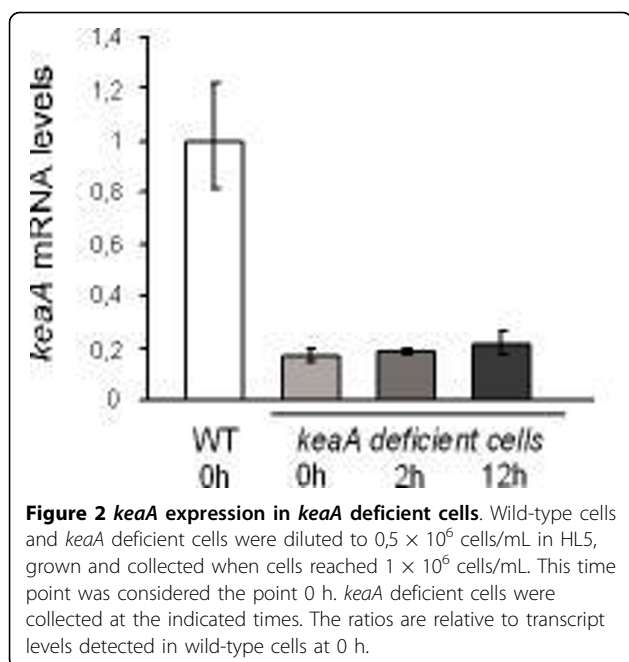 1,4
1,2
1
0,8
0,6
0,4
0,2
0
keaA mRNA levels
WT keaA deficient cells
0h 0h 2h 12h
Figure 2 keaA expression in keaA deficient cells. Wild-type cells
and keaA deficient cells were diluted to 0,5 × 10⁶ cells/mL in HL5,
grown and collected when cells reached 1 × 10⁶ cells/mL. This time
point was considered the point 0 h. keaA deficient cells were
collected at the indicated times. The ratios are relative to transcript
levels detected in wild-type cells at 0 h.